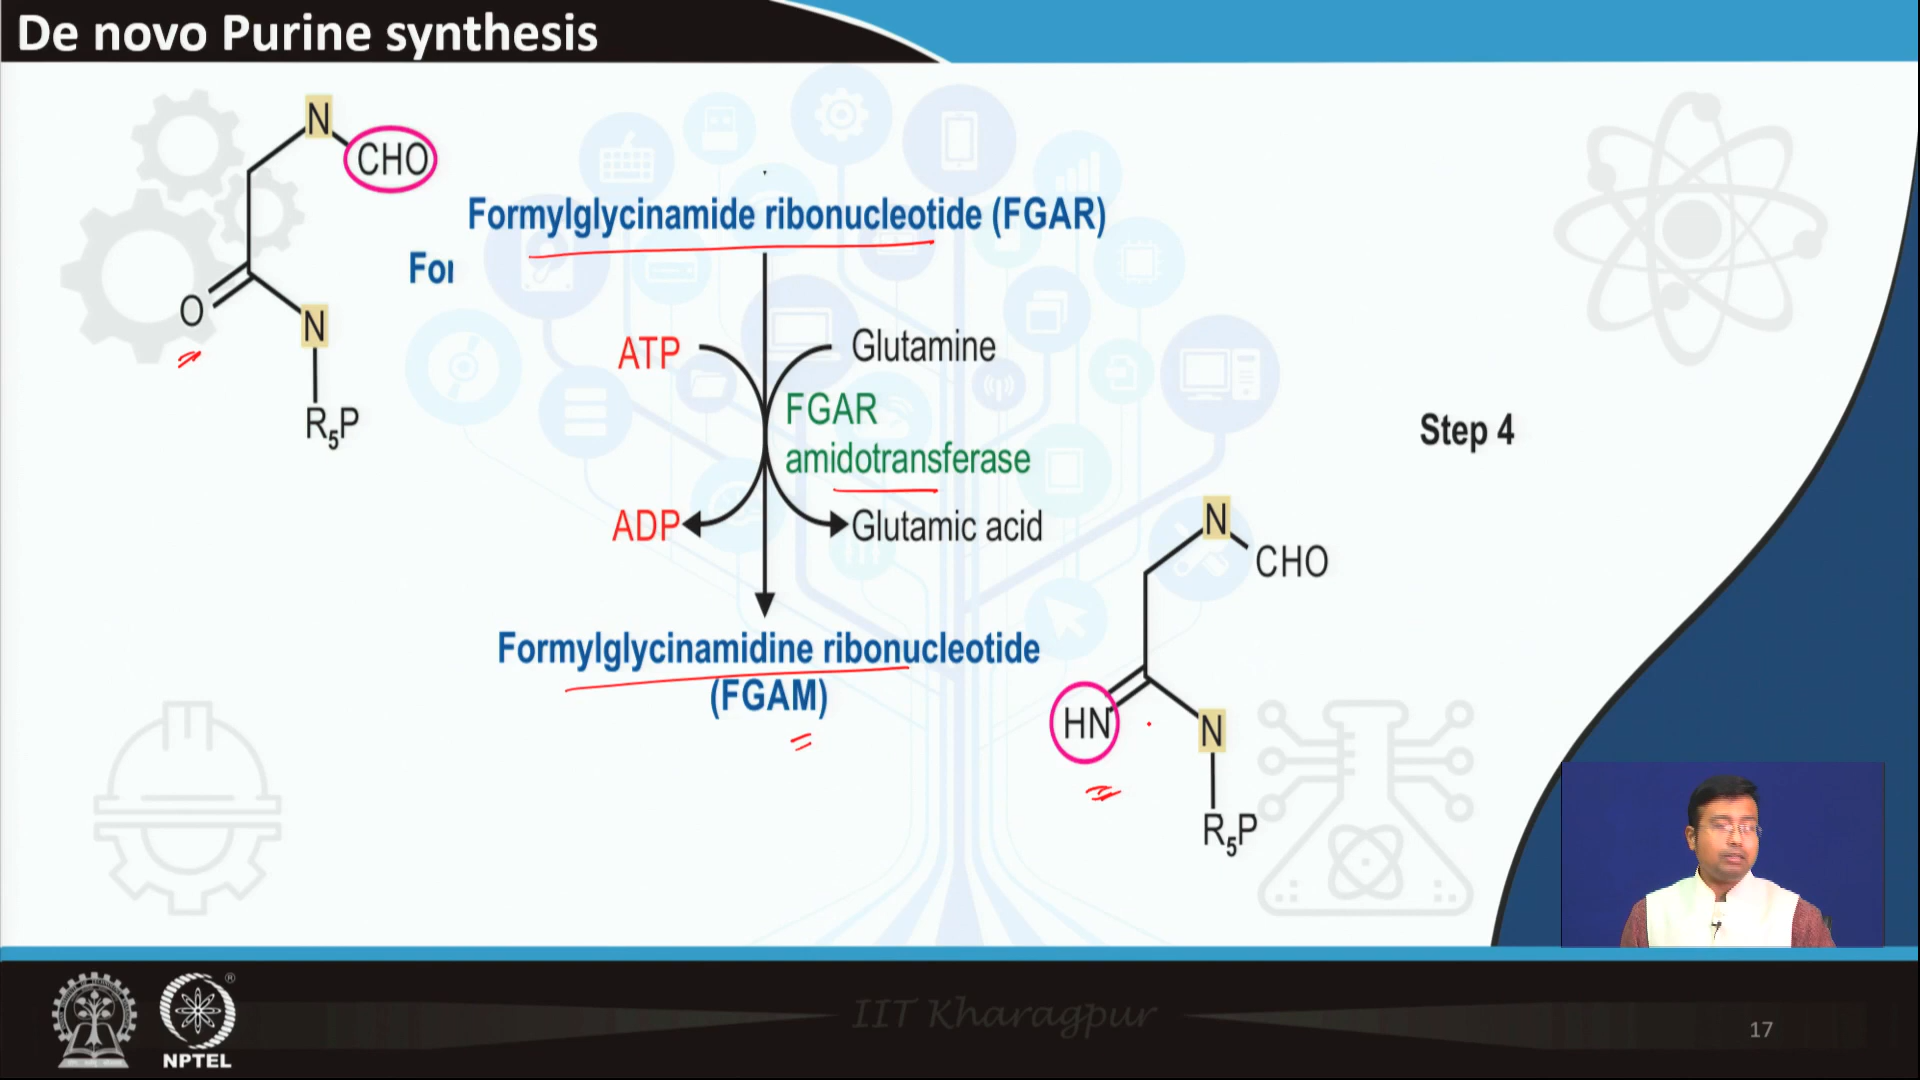 De novo Purine synthesis
N
CHO
O
N
R5P
Formylglycinamide ribonucleotide (FGAR)
For
ATP
Glutamine
FGAR
amidotransferase
ADP
Glutamic acid
Formylglycinamidine ribonucleotide
(FGAM)
Step 4
N
CHO
HN
N
R5P
NPTEL
®
IIT Kharagpur
17